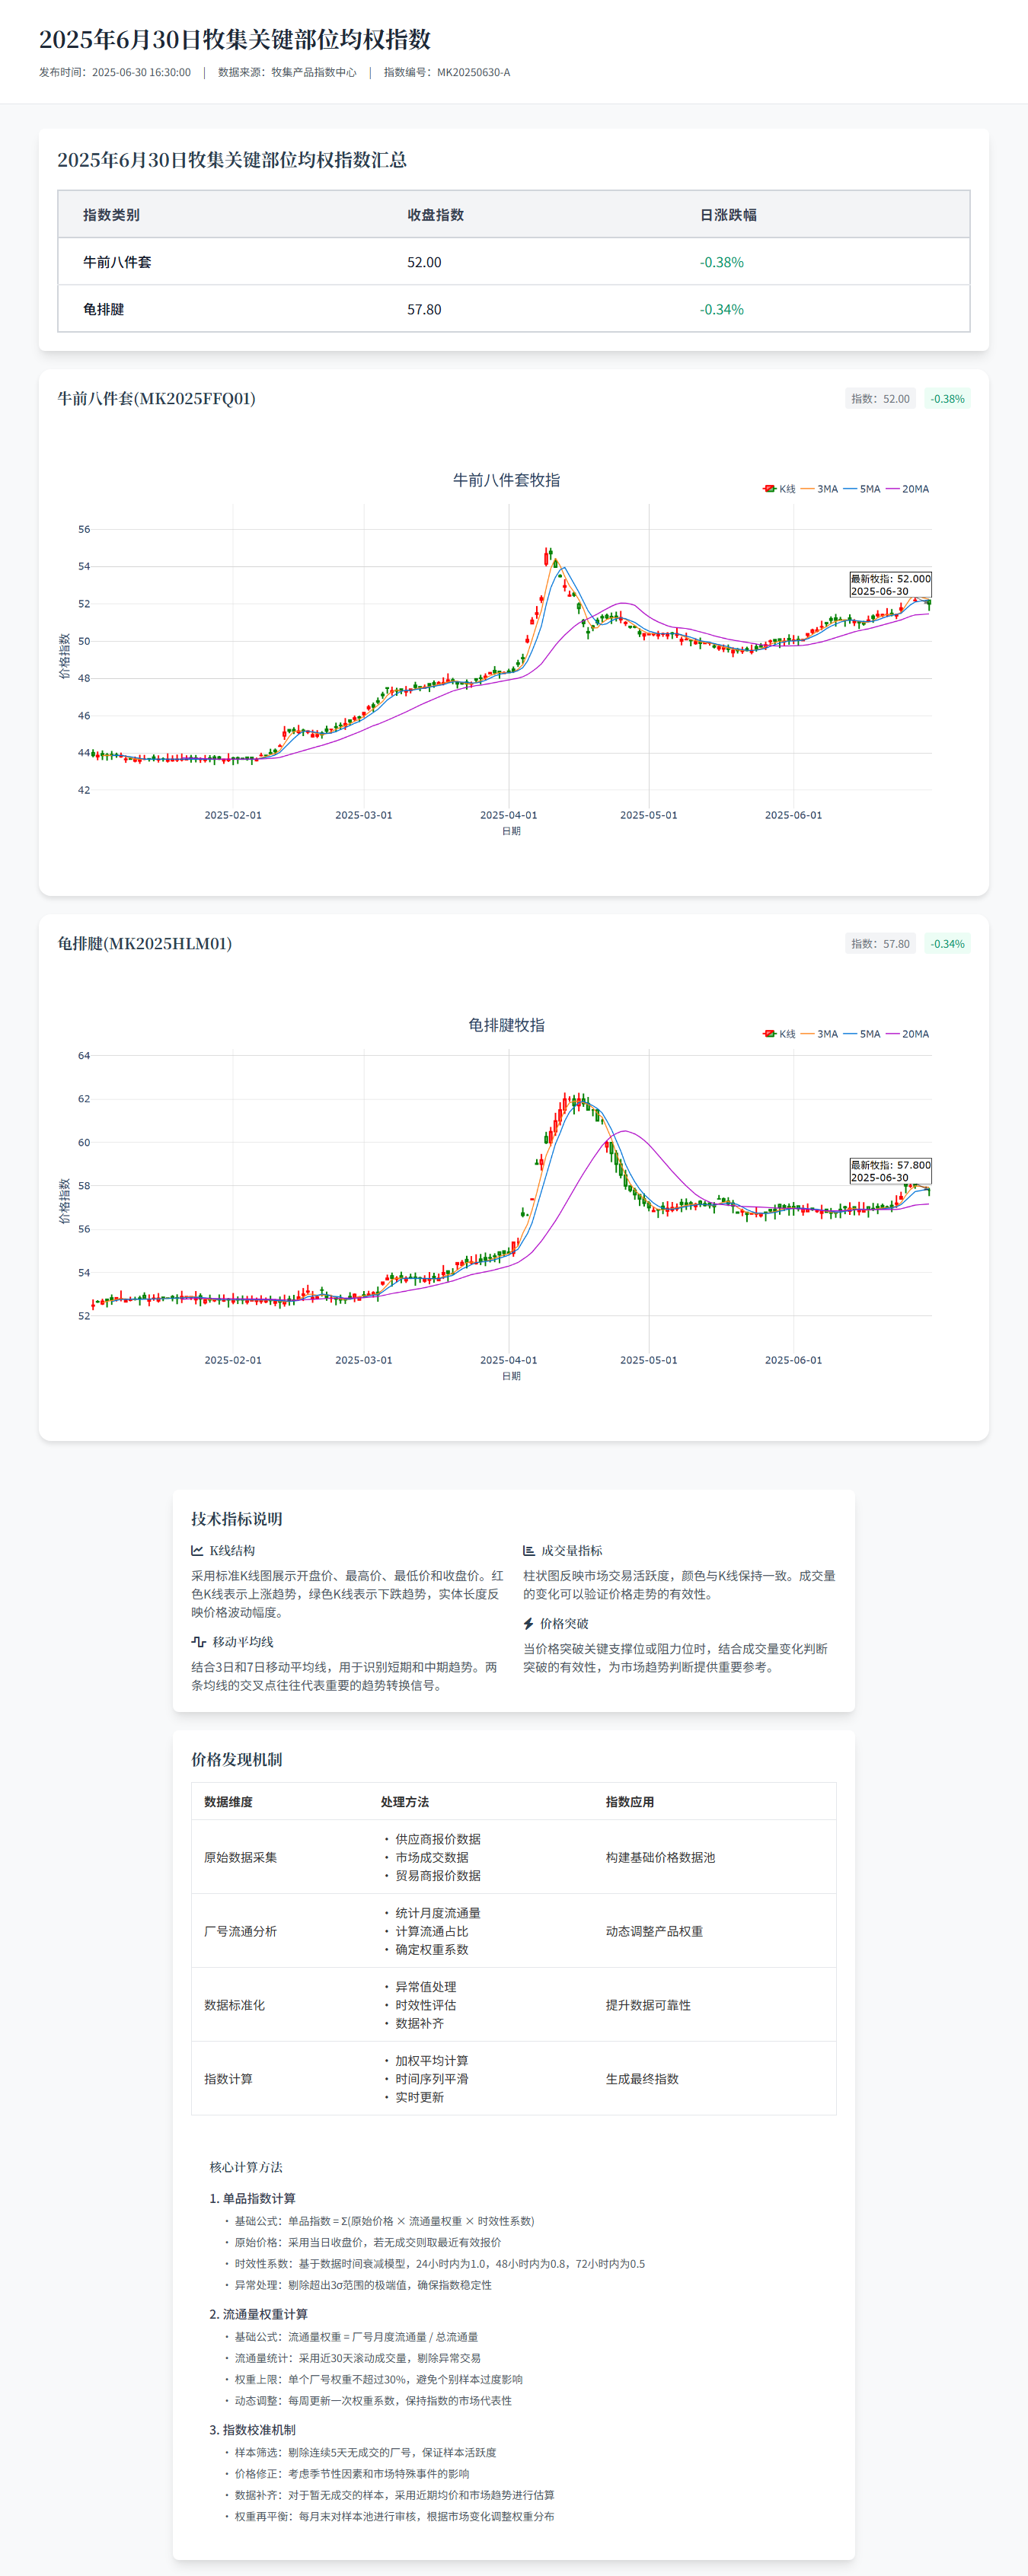 2025年6月30日牧集关键部位均权指数
发布时间：2025-06-30 16:30:00 | 数据来源：牧集产品指数中心 | 指数编号：MK20250630-A
2025年6月30日牧集关键部位均权指数汇总
指数类别 收盘指数 日涨跌幅
牛前八件套 52.00 -0.38%
龟排腱 57.80 -0.34%
牛前八件套(MK2025FFQ01) 指数：52.00 -0.38%
牛前八件套牧指
K线 3MA 5MA 20MA
56
54
最新牧指: 52.000
2025-06-30
52
50
48
46
44
42
价格指数
2025-02-01 2025-03-01 2025-04-01 2025-05-01 2025-06-01
日期
龟排腱(MK2025HLM01) 指数：57.80 -0.34%
龟排腱牧指
K线 3MA 5MA 20MA
64
62
60
最新牧指: 57.800
2025-06-30
58
56
54
52
价格指数
2025-02-01 2025-03-01 2025-04-01 2025-05-01 2025-06-01
日期
技术指标说明
K线结构
采用标准K线图展示开盘价、最高价、最低价和收盘价。红
色K线表示上涨趋势，绿色K线表示下跌趋势，实体长度反
映价格波动幅度。
移动平均线
结合3日和7日移动平均线，用于识别短期和中期趋势。两
条均线的交叉点往往代表重要的趋势转换信号。
成交量指标
柱状图反映市场交易活跃度，颜色与K线保持一致。成交量
的变化可以验证价格走势的有效性。
价格突破
当价格突破关键支撑位或阻力位时，结合成交量变化判断
突破的有效性，为市场趋势判断提供重要参考。
价格发现机制
数据维度 处理方法 指数应用
原始数据采集
• 供应商报价数据
• 市场成交数据
• 贸易商报价数据
构建基础价格数据池
厂号流通分析
• 统计月度流通量
• 计算流通占比
• 确定权重系数
动态调整产品权重
数据标准化
• 异常值处理
• 时效性评估
• 数据补齐
提升数据可靠性
指数计算
• 加权平均计算
• 时间序列平滑
• 实时更新
生成最终指数
核心计算方法
1. 单品指数计算
• 基础公式：单品指数 = Σ(原始价格 × 流通量权重 × 时效性系数)
• 原始价格：采用当日收盘价，若无成交则取最近有效报价
• 时效性系数：基于数据时间衰减模型，24小时内为1.0，48小时内为0.8，72小时内为0.5
• 异常处理：剔除超出3σ范围的极端值，确保指数稳定性
2. 流通量权重计算
• 基础公式：流通量权重 = 厂号月度流通量 / 总流通量
• 流通量统计：采用近30天滚动成交量，剔除异常交易
• 权重上限：单个厂号权重不超过30%，避免个别样本过度影响
• 动态调整：每周更新一次权重系数，保持指数的市场代表性
3. 指数校准机制
• 样本筛选：剔除连续5天无成交的厂号，保证样本活跃度
• 价格修正：考虑季节性因素和市场特殊事件的影响
• 数据补齐：对于暂无成交的样本，采用近期均价和市场趋势进行估算
• 权重再平衡：每月末对样本池进行审核，根据市场变化调整权重分布